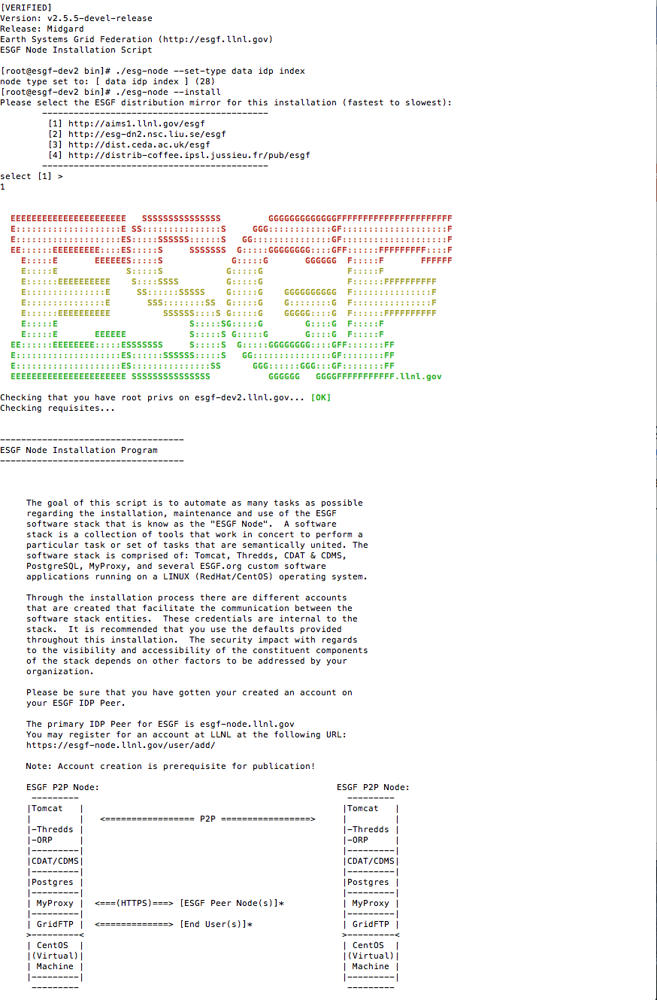 [VERIFIED]
Version: v2.5.5-devel-release
Release: Midgard
Earth Systems Grid Federation (http://esgf.llnl.gov)
ESGF Node Installation Script

[root@esgf-dev2 bin]# ./esg-node --set-type data idp index
node type set to: [ data idp index ] (28)
[root@esgf-dev2 bin]# ./esg-node --install
Please select the ESGF distribution mirror for this installation (fastest to slowest):
        -------------------------------------------
         [1] http://aims1.llnl.gov/esgf
         [2] http://esg-dn2.nsc.liu.se/esgf
         [3] http://dist.ceda.ac.uk/esgf
         [4] http://distrib-coffee.ipsl.jussieu.fr/pub/esgf
        -------------------------------------------
select [1] >
1

  EEEEEEEEEEEEEEEEEEEEEE   SSSSSSSSSSSSSSS         GGGGGGGGGGGGGFFFFFFFFFFFFFFFFFFFFFF
  E::::::::::::::::::::E SS:::::::::::::::S     GGG::::::::::::GF::::::::::::::::::::F
  E::::::::::::::::::::ES:::::SSSSSS::::::S   GG:::::::::::::::GF::::::::::::::::::::F
  EE::::::EEEEEEEEE::::ES:::::S     SSSSSSS  G:::::GGGGGGGG::::GFF::::::FFFFFFFFF::::F
    E:::::E       EEEEEES:::::S             G:::::G       GGGGGG  F:::::F       FFFFFF
    E:::::E             S:::::S            G:::::G                F:::::F
    E::::::EEEEEEEEEE    S::::SSSS         G:::::G                F::::::FFFFFFFFFF
    E:::::::::::::::E     SS::::::SSSSS    G:::::G    GGGGGGGGGG  F:::::::::::::::F
    E:::::::::::::::E       SSS::::::::SS  G:::::G    G::::::::G  F:::::::::::::::F
    E::::::EEEEEEEEEE          SSSSSS::::S G:::::G    GGGGG::::G  F::::::FFFFFFFFFF
    E:::::E                         S:::::SG:::::G        G::::G  F:::::F
    E:::::E       EEEEEE            S:::::S G:::::G       G::::G  F:::::F
  EE::::::EEEEEEEE:::::ESSSSSSS     S:::::S  G:::::GGGGGGGG::::GFF:::::::FF
  E::::::::::::::::::::ES::::::SSSSSS:::::S   GG:::::::::::::::GF::::::::FF
  E::::::::::::::::::::ES:::::::::::::::SS      GGG::::::GGG:::GF::::::::FF
  EEEEEEEEEEEEEEEEEEEEEE SSSSSSSSSSSSSSS           GGGGGG   GGGGFFFFFFFFFFF.llnl.gov

Checking that you have root privs on esgf-dev2.llnl.gov... [OK]
Checking requisites...

-----------------------------------
ESGF Node Installation Program
-----------------------------------

     The goal of this script is to automate as many tasks as possible
     regarding the installation, maintenance and use of the ESGF
     software stack that is know as the "ESGF Node".  A software
     stack is a collection of tools that work in concert to perform a
     particular task or set of tasks that are semantically united. The
     software stack is comprised of: Tomcat, Thredds, CDAT & CDMS,
     PostgreSQL, MyProxy, and several ESGF.org custom software
     applications running on a LINUX (RedHat/CentOS) operating system.

     Through the installation process there are different accounts
     that are created that facilitate the communication between the
     software stack entities.  These credentials are internal to the
     stack.  It is recommended that you use the defaults provided
     throughout this installation.  The security impact with regards
     to the visibility and accessibility of the constituent components
     of the stack depends on other factors to be addressed by your
     organization.

     Please be sure that you have gotten your created an account on
     your ESGF IDP Peer.

     The primary IDP Peer for ESGF is esgf-node.llnl.gov
     You may register for an account at LLNL at the following URL:
     https://esgf-node.llnl.gov/user/add/

     Note: Account creation is prerequisite for publication!

     ESGF P2P Node:                                             ESGF P2P Node:
      ---------                                                   ---------
     |Tomcat   |                                                 |Tomcat   |
     |         |   <================= P2P =================>     |         |
     |-Thredds |                                                 |-Thredds |
     |-ORP     |                                                 |-ORP     |
     |---------|                                                 |---------|
     |CDAT/CDMS|                                                 |CDAT/CDMS|
     |---------|                                                 |---------|
     |Postgres |                                                 |Postgres |
     |---------|                                                 |---------|
     | MyProxy |  <===(HTTPS)===> [ESGF Peer Node(s)]*           | MyProxy |
     |---------|                                                 |---------|
     | GridFTP |  <=============> [End User(s)]*                 | GridFTP |
     >---------<                                                 >---------<
     | CentOS  |                                                 | CentOS  |
     |(Virtual)|                                                 |(Virtual)|
     | Machine |                                                 | Machine |
     |---------|                                                 |---------|
      ---------                                                   ---------